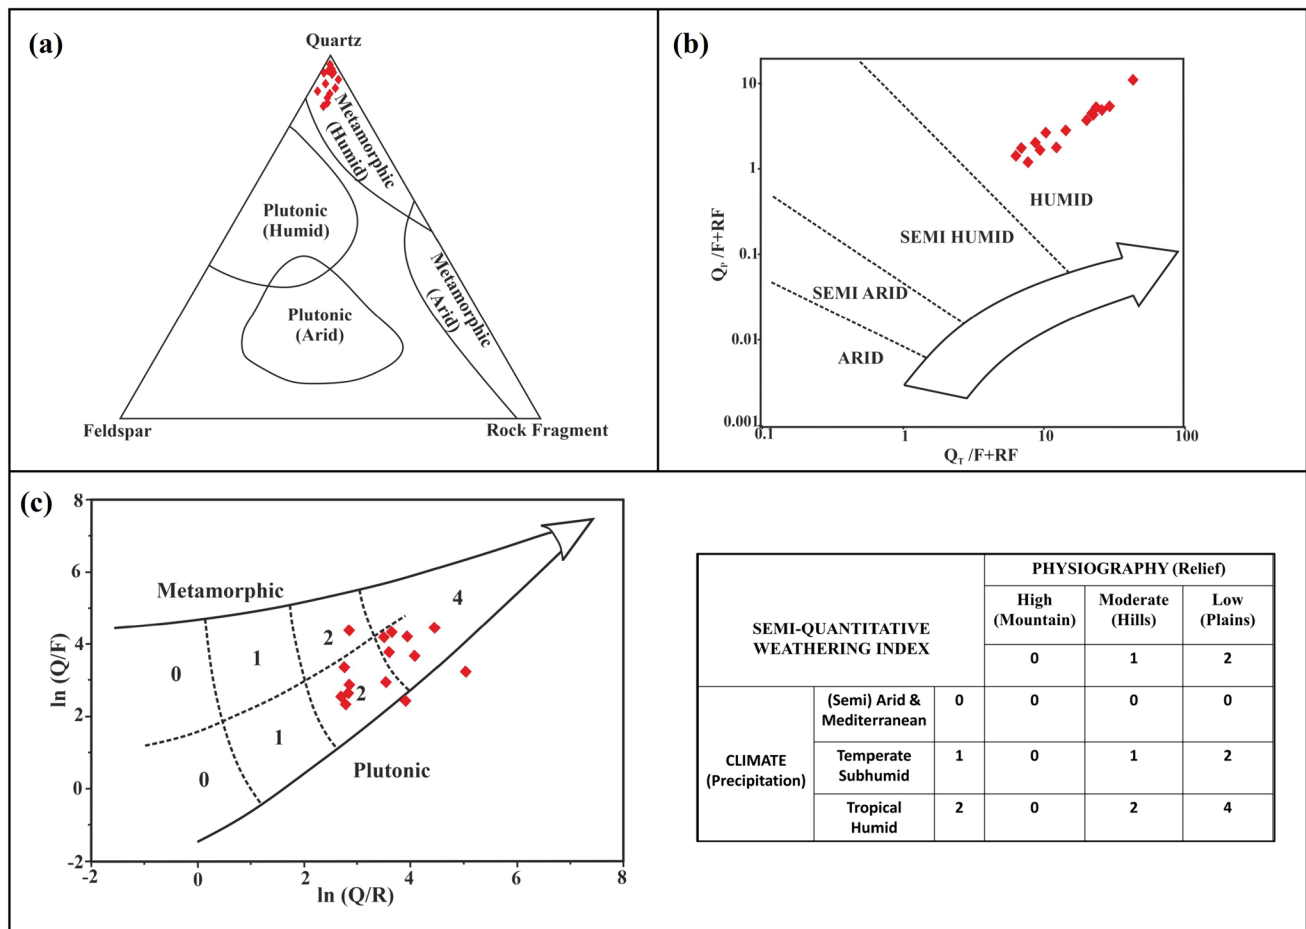 (a)
Quartz
Metamorphic
(Humid)
Plutonic
(Humid)
Metamorphic
(Arid)
Plutonic
(Arid)
Feldspar
Rock Fragment
(b)
10
1
0.1
0.01
0.001
Q_P /F+RF
HUMID
SEMI HUMID
SEMI ARID
ARID
0.1
1
10
100
Q_T /F+RF
(c)
8
6
4
2
0
-2
ln (Q/F)
Metamorphic
4
2
1
0
2
1
0
Plutonic
-2
0
2
4
6
8
ln (Q/R)
SEMI-QUANTITATIVE
WEATHERING INDEX
PHYSIOGRAPHY (Relief)
High
(Mountain)
Moderate
(Hills)
Low
(Plains)
0
1
2
CLIMATE
(Precipitation)
(Semi) Arid &
Mediterranean
0
0
0
0
Temperate
Subhumid
1
0
1
2
Tropical
Humid
2
0
2
4